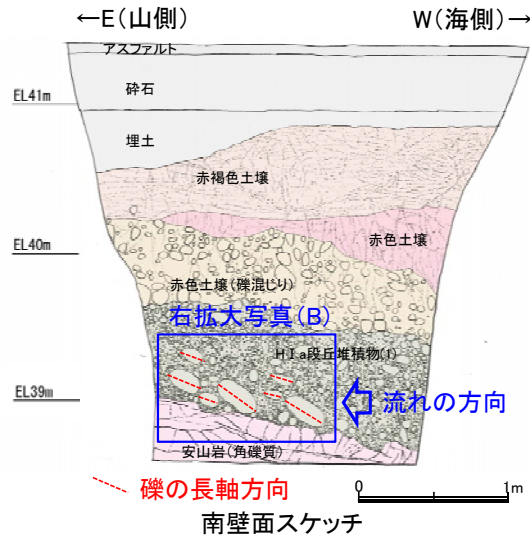 ←E(山側) W(海側)→
アスファルト
砕石
EL41m
埋土
赤褐色土壌
赤色土壌
EL40m
赤色土壌(礫混じり)
右拡大写真(B)
HⅠa段丘堆積物(1)
EL39m
流れの方向
安山岩(角礫質)
礫の長軸方向
0 1m
南壁面スケッチ